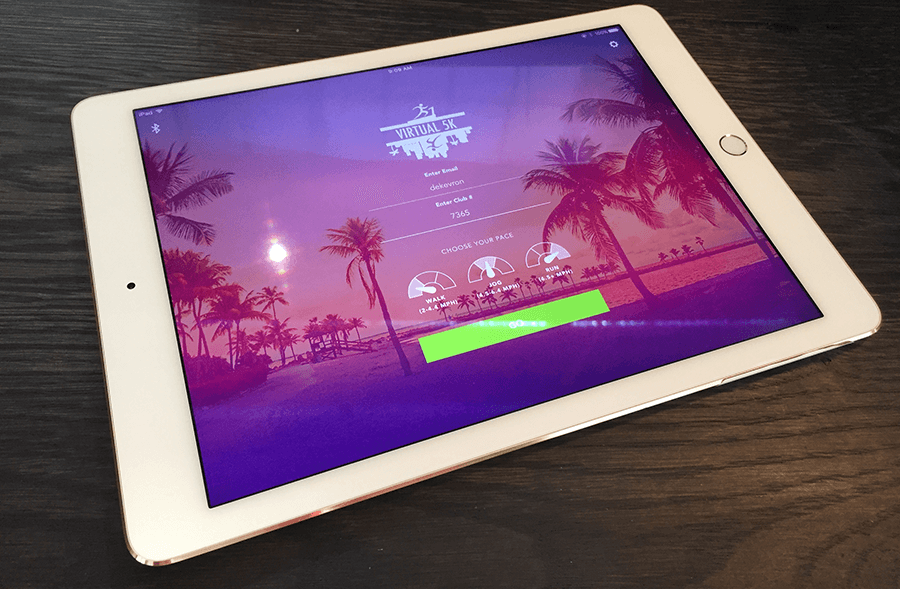 iPad
9:09 AM
100%
VIRTUAL 5K
Enter Email
dekevron
Enter Club #
7365
CHOOSE YOUR PACE
WALK
(2-4.4 MPH)
JOG
(4.5-6.4 MPH)
RUN
(6.5+ MPH)
GO